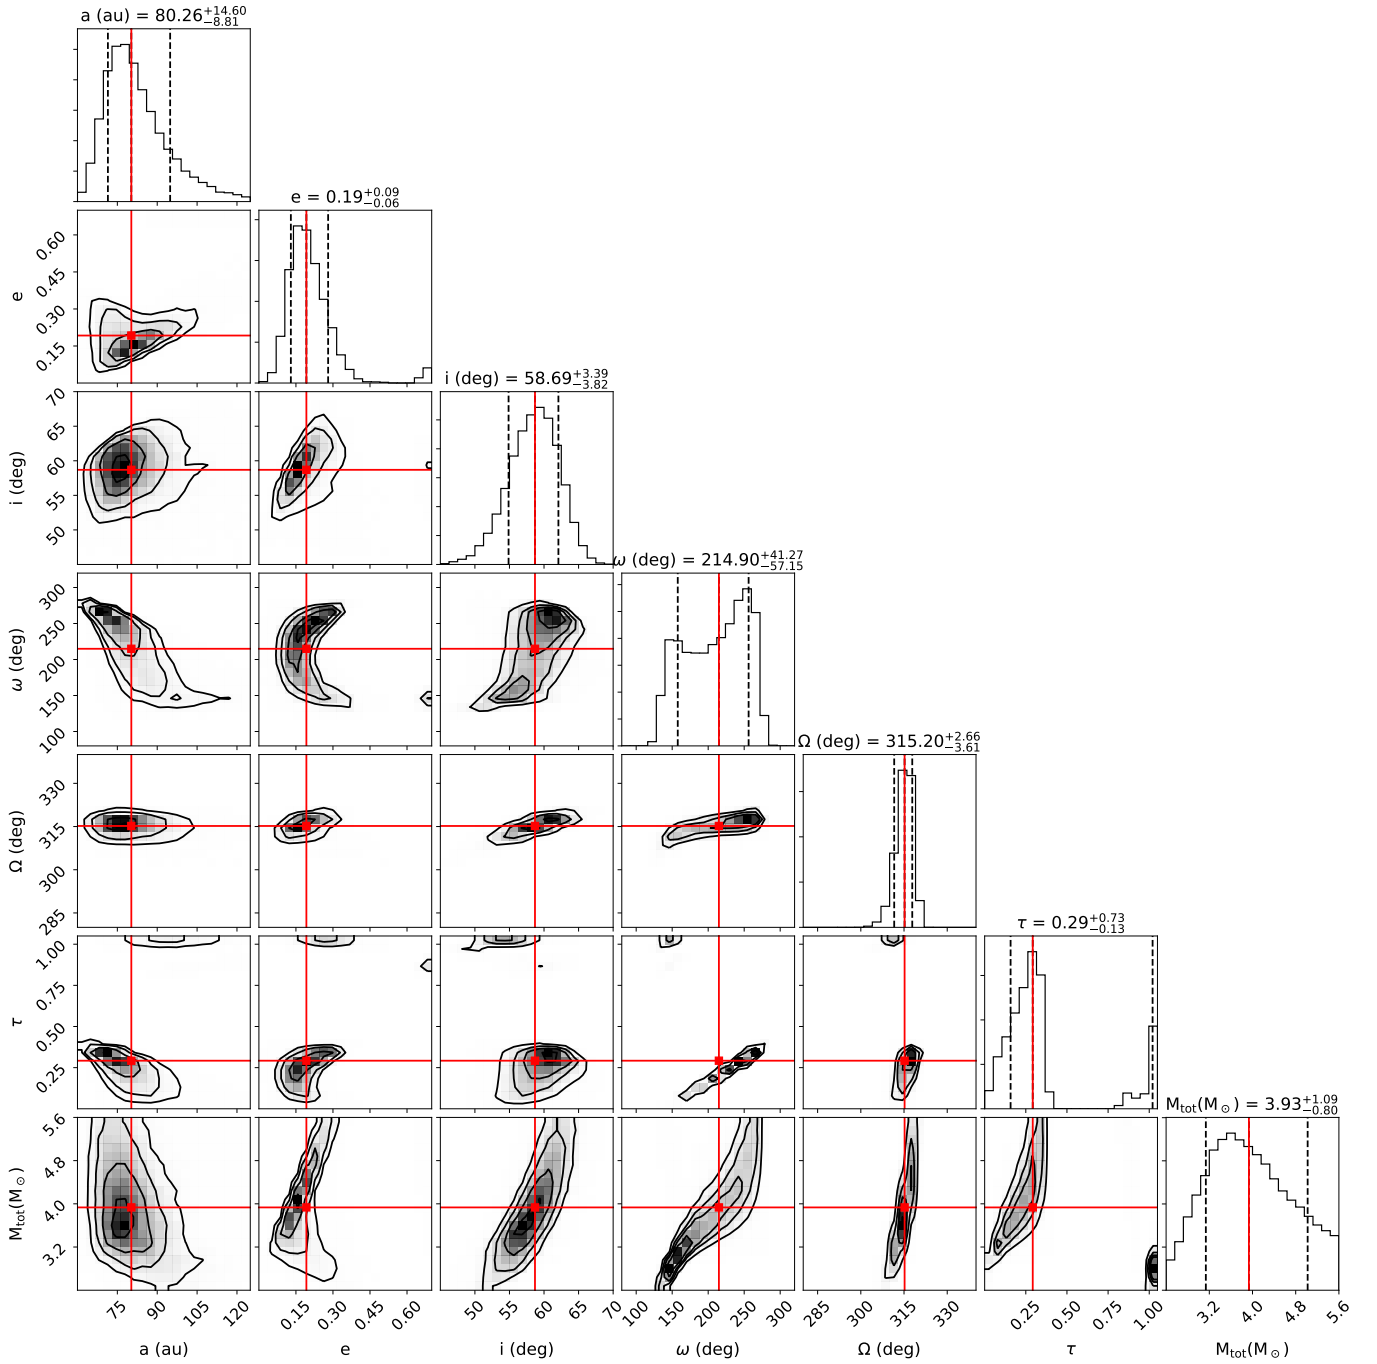 a (au) = 80.26+14.60−8.81
e = 0.19+0.09−0.06
0.60
0.45
0.30
0.15
e
i (deg) = 58.69+3.39−3.82
70
65
60
55
50
i (deg)
ω (deg) = 214.90+41.27−57.15
300
250
200
150
100
ω (deg)
Ω (deg) = 315.20+2.66−3.61
330
315
300
285
Ω (deg)
τ = 0.29+0.73−0.13
1.00
0.75
0.50
0.25
τ
Mtot(M⊙) = 3.93+1.09−0.80
5.6
4.8
4.0
3.2
Mtot(M⊙)
75 90 105 120 0.15 0.30 0.45 0.60 50 55 60 65 70 100 150 200 250 300 285 300 315 330 0.25 0.50 0.75 1.00 3.2 4.0 4.8 5.6
a (au) e i (deg) ω (deg) Ω (deg) τ Mtot(M⊙)